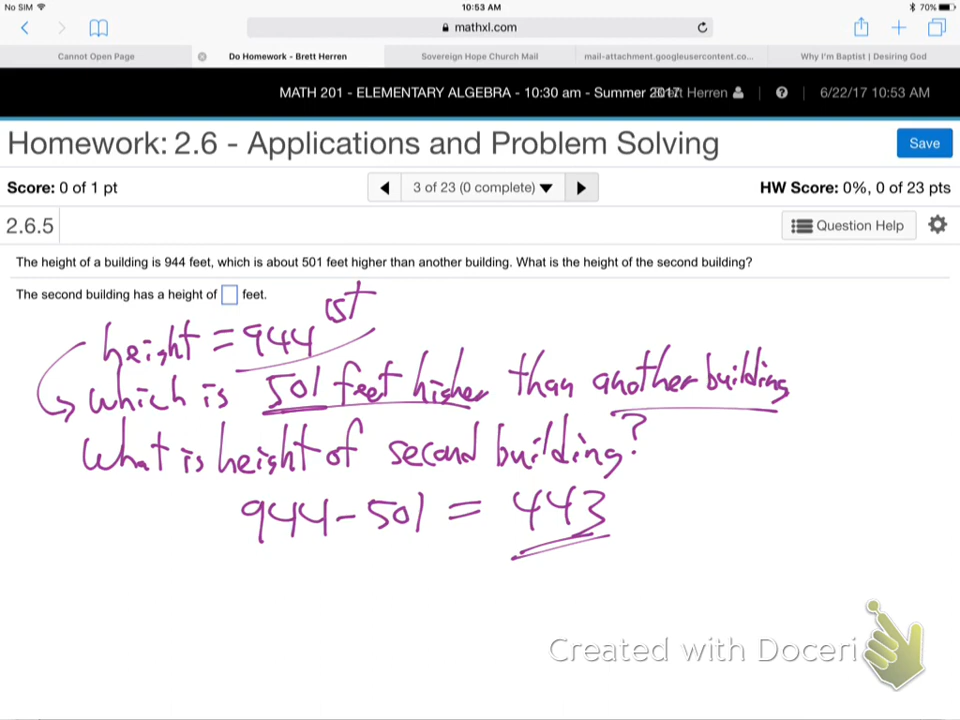 No SIM 10:53 AM 70%
mathxl.com
Cannot Open Page Do Homework - Brett Herren Sovereign Hope Church Mail mail-attachment.googleusercontent.co... Why I'm Baptist | Desiring God
MATH 201 - ELEMENTARY ALGEBRA - 10:30 am - Summer 2017 Herren 6/22/17 10:53 AM
Homework: 2.6 - Applications and Problem Solving Save
Score: 0 of 1 pt 3 of 23 (0 complete) HW Score: 0%, 0 of 23 pts
2.6.5 Question Help
The height of a building is 944 feet, which is about 501 feet higher than another building. What is the height of the second building?
The second building has a height of feet.
height = 944 1st
which is 501 feet higher than another building
What is height of second building?
944 - 501 = 443
Created with Doceri